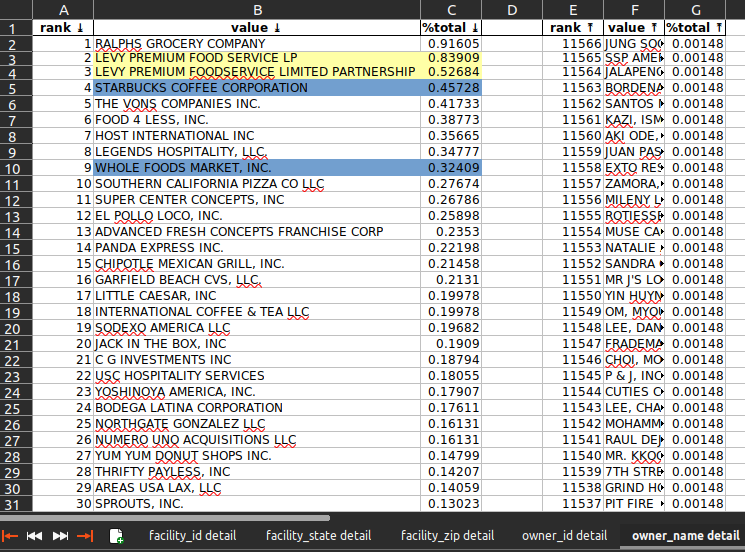 A B C D E F G
1 rank ⤓ value ⤓ %total ⤓ rank ⤒ value ⤒ %total ⤒
2 1 RALPHS GROCERY COMPANY 0.91605 11566 JUNG 0.00148
3 2 LEVY PREMIUM FOOD SERVICE LP 0.83909 11565 SSP AME 0.00148
4 3 LEVY PREMIUM FOODSERVICE LIMITED PARTNERSHIP 0.52684 11564 JALAPEN 0.00148
5 4 STARBUCKS COFFEE CORPORATION 0.45728 11563 BORDENA 0.00148
6 5 THE VONS COMPANIES INC. 0.41733 11562 SANTOS 0.00148
7 6 FOOD 4 LESS, INC. 0.38773 11561 KAZI, ISM 0.00148
8 7 HOST INTERNATIONAL INC 0.35665 11560 AKI ODE, 0.00148
9 8 LEGENDS HOSPITALITY, LLC. 0.34777 11559 JUAN PAS 0.00148
10 9 WHOLE FOODS MARKET, INC. 0.32409 11558 EXTO RES 0.00148
11 10 SOUTHERN CALIFORNIA PIZZA CO LLC 0.27674 11557 ZAMORA, 0.00148
12 11 SUPER CENTER CONCEPTS, INC 0.26786 11556 MILENY L 0.00148
13 12 EL POLLO LOCO, INC. 0.25898 11555 ROTIESS 0.00148
14 13 ADVANCED FRESH CONCEPTS FRANCHISE CORP 0.2353 11554 MUSE CA 0.00148
15 14 PANDA EXPRESS INC. 0.22198 11553 NATALIE 0.00148
16 15 CHIPOTLE MEXICAN GRILL, INC. 0.21458 11552 SANDRA 0.00148
17 16 GARFIELD BEACH CVS, LLC. 0.2131 11551 MR J'S LO 0.00148
18 17 LITTLE CAESAR, INC 0.19978 11550 YIN HUYN 0.00148
19 18 INTERNATIONAL COFFEE & TEA LLC 0.19978 11549 OM, MYO 0.00148
20 19 SODEXO AMERICA LLC 0.19682 11548 LEE, DAN 0.00148
21 20 JACK IN THE BOX, INC 0.1909 11547 FRADEMA 0.00148
22 21 C G INVESTMENTS INC 0.18794 11546 CHOI, MO 0.00148
23 22 USC HOSPITALITY SERVICES 0.18055 11545 P & J, INC 0.00148
24 23 YOSHINOYA AMERICA, INC. 0.17907 11544 CUTIES C 0.00148
25 24 BODEGA LATINA CORPORATION 0.17611 11543 LEE, CHA 0.00148
26 25 NORTHGATE GONZALEZ LLC 0.16131 11542 MOHAMM 0.00148
27 26 NUMERO UNO ACQUISITIONS LLC 0.16131 11541 RAUL DEJ 0.00148
28 27 YUM YUM DONUT SHOPS INC. 0.14799 11540 MR. KKO 0.00148
29 28 THRIFTY PAYLESS, INC 0.14207 11539 7TH STRE 0.00148
30 29 AREAS USA LAX, LLC 0.14059 11538 GRIND H 0.00148
31 30 SPROUTS, INC. 0.13023 11537 PIT FIRE 0.00148
facility_id detail facility_state detail facility_zip detail owner_id detail owner_name detail